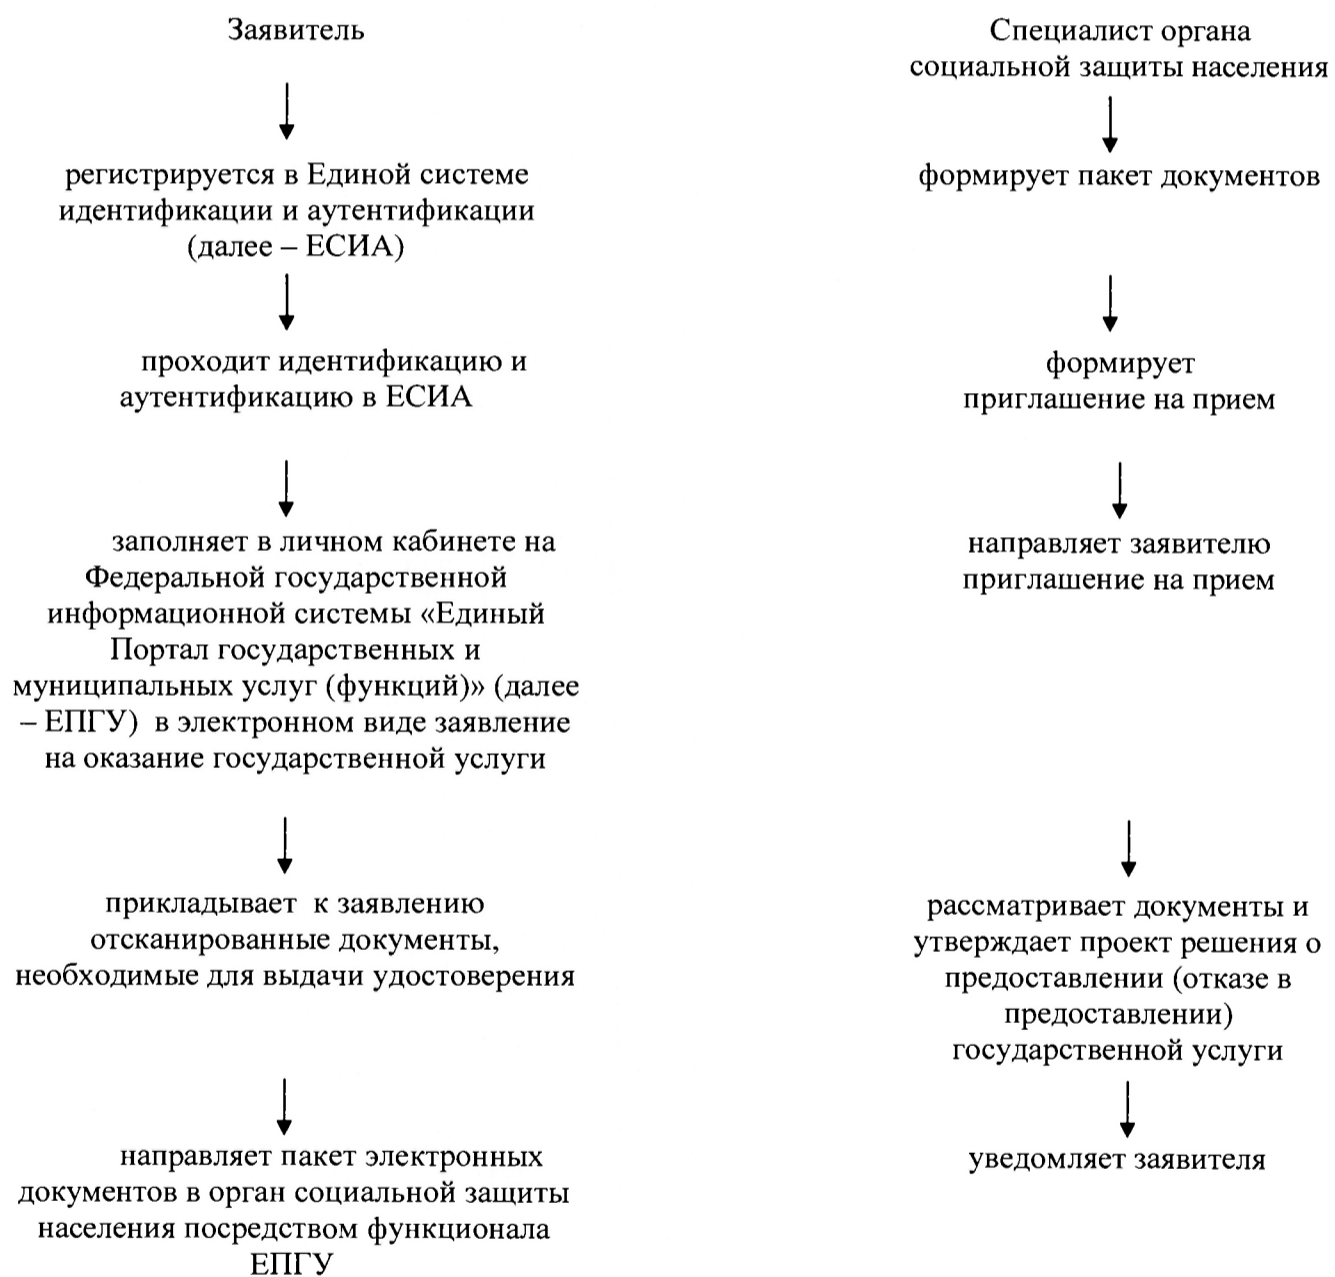 Заявитель
регистрируется в Единой системе
идентификации и аутентификации
(далее – ЕСИА)
проходит идентификацию и
аутентификацию в ЕСИА
заполняет в личном кабинете на
Федеральной государственной
информационной системы «Единый
Портал государственных и
муниципальных услуг (функций)» (далее
– ЕПГУ) в электронном виде заявление
на оказание государственной услуги
прикладывает к заявлению
отсканированные документы,
необходимые для выдачи удостоверения
направляет пакет электронных
документов в орган социальной защиты
населения посредством функционала
ЕПГУ
Специалист органа
социальной защиты населения
формирует пакет документов
формирует
приглашение на прием
направляет заявителю
приглашение на прием
рассматривает документы и
утверждает проект решения о
предоставлении (отказе в
предоставлении)
государственной услуги
уведомляет заявителя